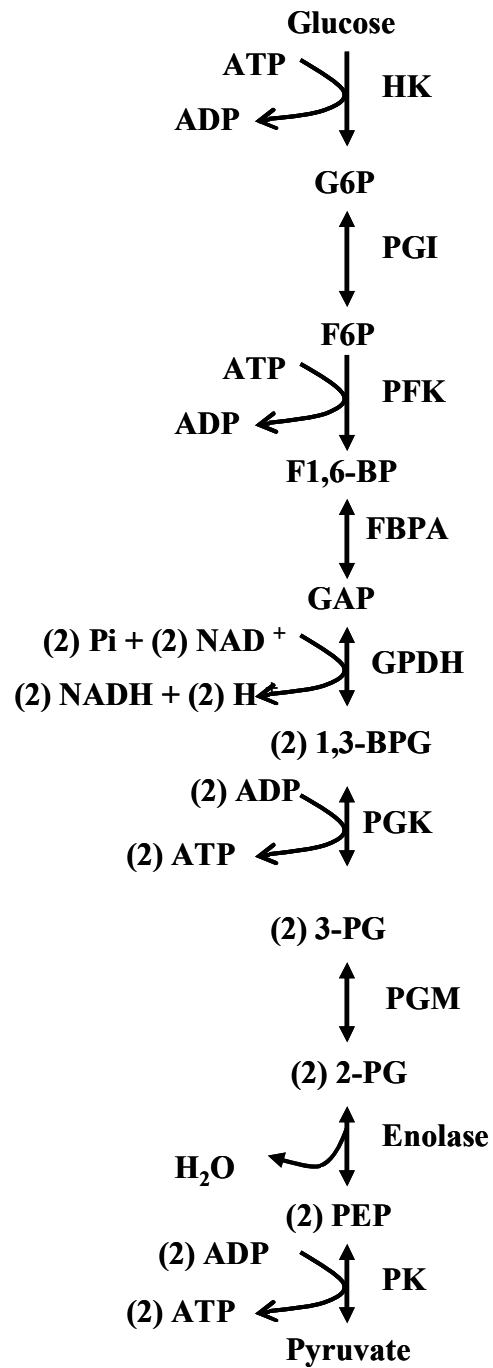 Glucose
ATP
HK
ADP
G6P
PGI
F6P
ATP
PFK
ADP
F1,6-BP
FBPA
GAP
(2) Pi + (2) NAD +
GPDH
(2) NADH + (2) H
(2) 1,3-BPG
(2) ADP
PGK
(2) ATP
(2) 3-PG
PGM
(2) 2-PG
Enolase
H₂O
(2) PEP
(2) ADP
PK
(2) ATP
Pyruvate